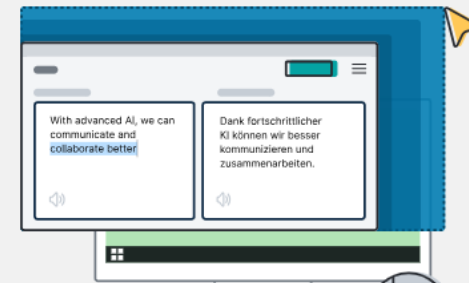 With advanced AI, we can
communicate and
collaborate better
Dank fortschrittlicher
KI können wir besser
kommunizieren und
zusammenarbeiten.